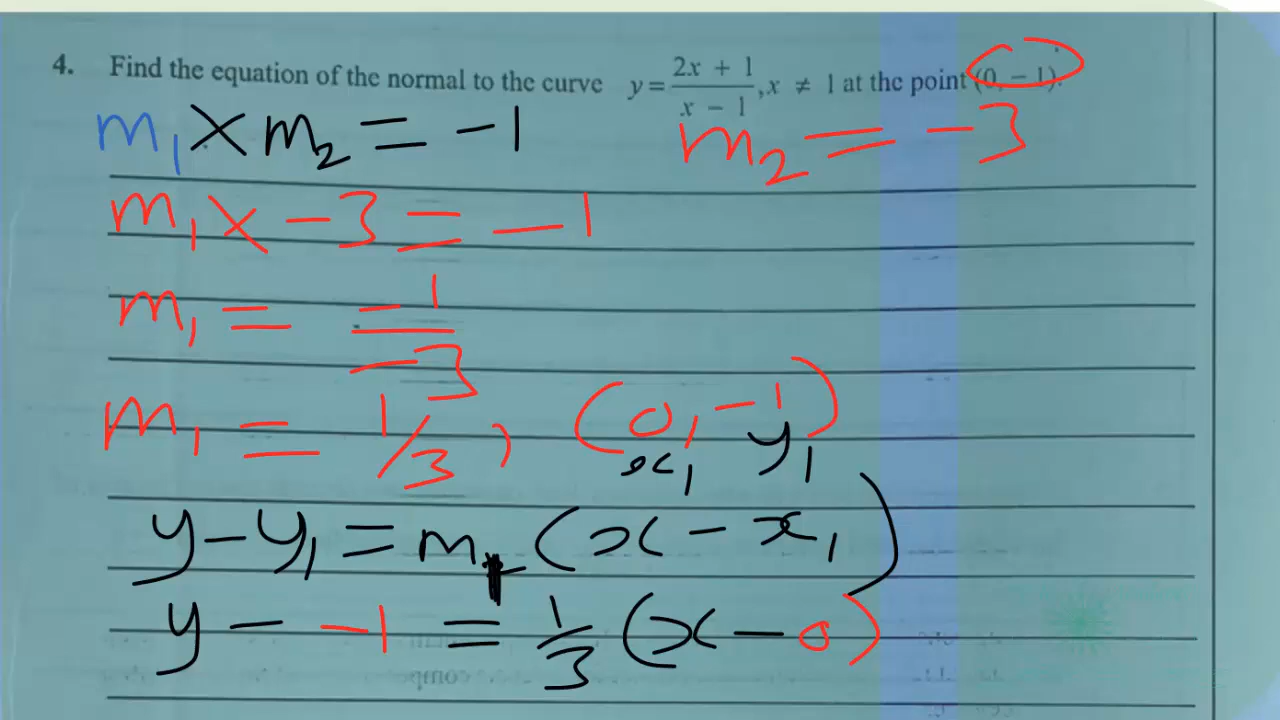 4. Find the equation of the normal to the curve y = (2x + 1)/(x − 1), x ≠ 1 at the point (0, −1).
m₁ × m₂ = −1
m₂ = −3
m₁ × −3 = −1
m₁ = −1/−3
m₁ = 1/3, (0, −1)
x₁ y₁
y − y₁ = m₁(x − x₁)
y − −1 = 1/3 (x − 0)